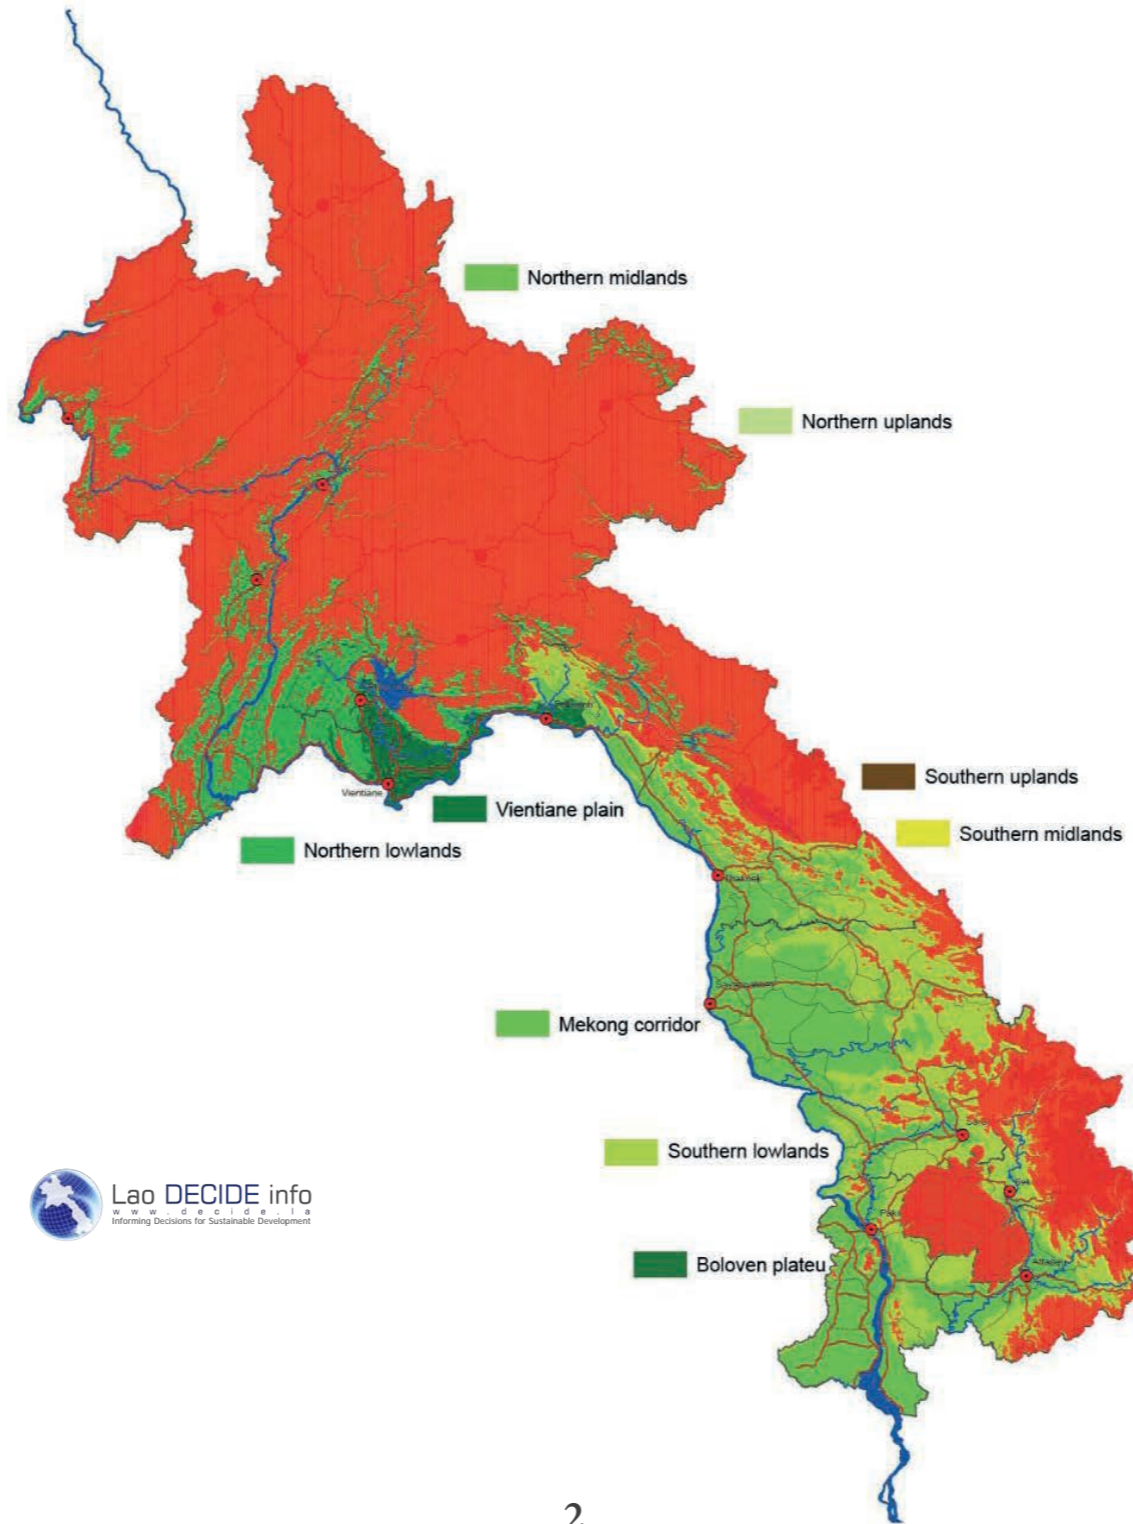 Northern midlands
Northern uplands
Southern uplands
Southern midlands
Vientiane
Vientiane plain
Northern lowlands
Mekong corridor
Southern lowlands
Lao DECIDE info
www.decide.la
Informing Decisions for Sustainable Development
Boloven plateu
2